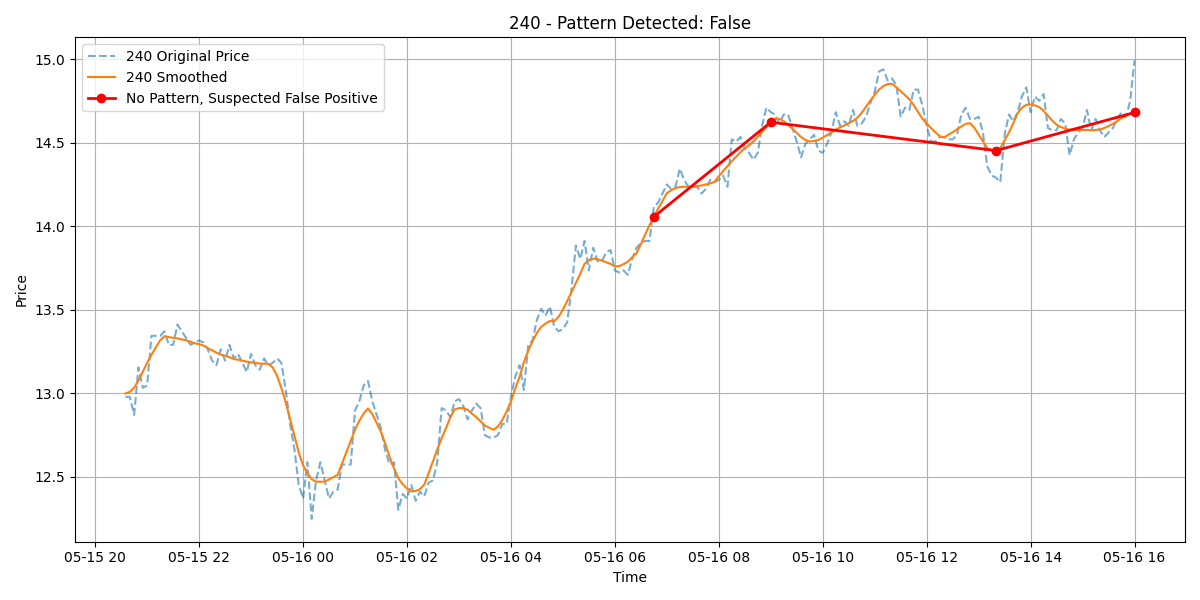 240 - Pattern Detected: False
240 Original Price
240 Smoothed
No Pattern, Suspected False Positive
Price
15.0
14.5
14.0
13.5
13.0
12.5
05-15 20
05-15 22
05-16 00
05-16 02
05-16 04
05-16 06
05-16 08
05-16 10
05-16 12
05-16 14
05-16 16
Time